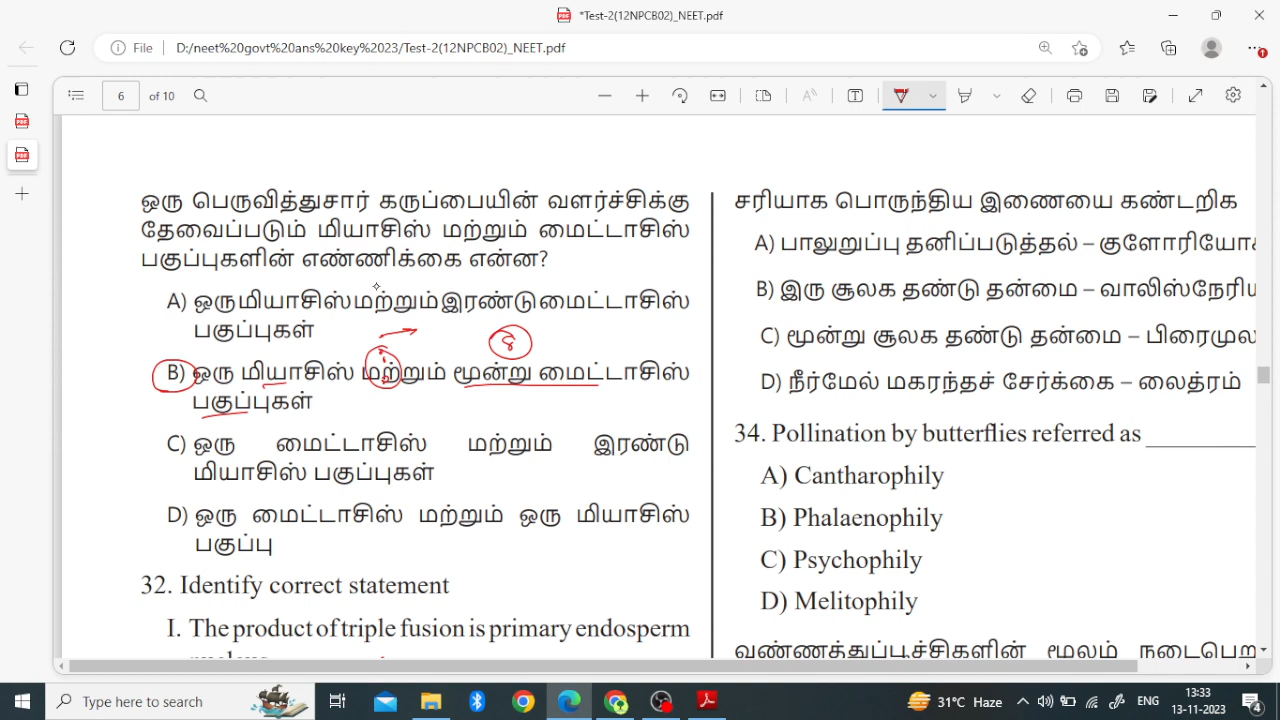 *Test-2(12NPCB02)_NEET.pdf
File
D:/neet%20govt%20ans%20key%202023/Test-2(12NPCB02)_NEET.pdf
6 of 10
ஒரு பெருவித்துசார் கருப்பையின் வளர்ச்சிக்கு
தேவைப்படும் மியாசிஸ் மற்றும் மைட்டாசிஸ்
பகுப்புகளின் எண்ணிக்கை என்ன?
A) ஒரு மியாசிஸ் மற்றும் இரண்டு மைட்டாசிஸ்
பகுப்புகள்
8
B) ஒரு மியாசிஸ் மற்றும் மூன்று மைட்டாசிஸ்
பகுப்புகள்
C) ஒரு மைட்டாசிஸ் மற்றும் இரண்டு
மியாசிஸ் பகுப்புகள்
D) ஒரு மைட்டாசிஸ் மற்றும் ஒரு மியாசிஸ்
பகுப்பு
32. Identify correct statement
I. The product of triple fusion is primary endosperm
சரியாக பொருந்திய இணையை கண்டறிக
A) பாலுறுப்பு தனிப்படுத்தல் – குளோரியோ
B) இரு சூலக தண்டு தன்மை – வாலிஸ்நேரிய
C) மூன்று சூலக தண்டு தன்மை – பிரைமுல
D) நீர்மேல் மகரந்தச் சேர்க்கை – லைத்ரம்
34. Pollination by butterflies referred as __________
A) Cantharophily
B) Phalaenophily
C) Psychophily
D) Melitophily
வண்ணத்துப்பூச்சிகளின் மூலம் நடைபெற
Type here to search
31°C Haze
ENG
13:33
13-11-2023
4